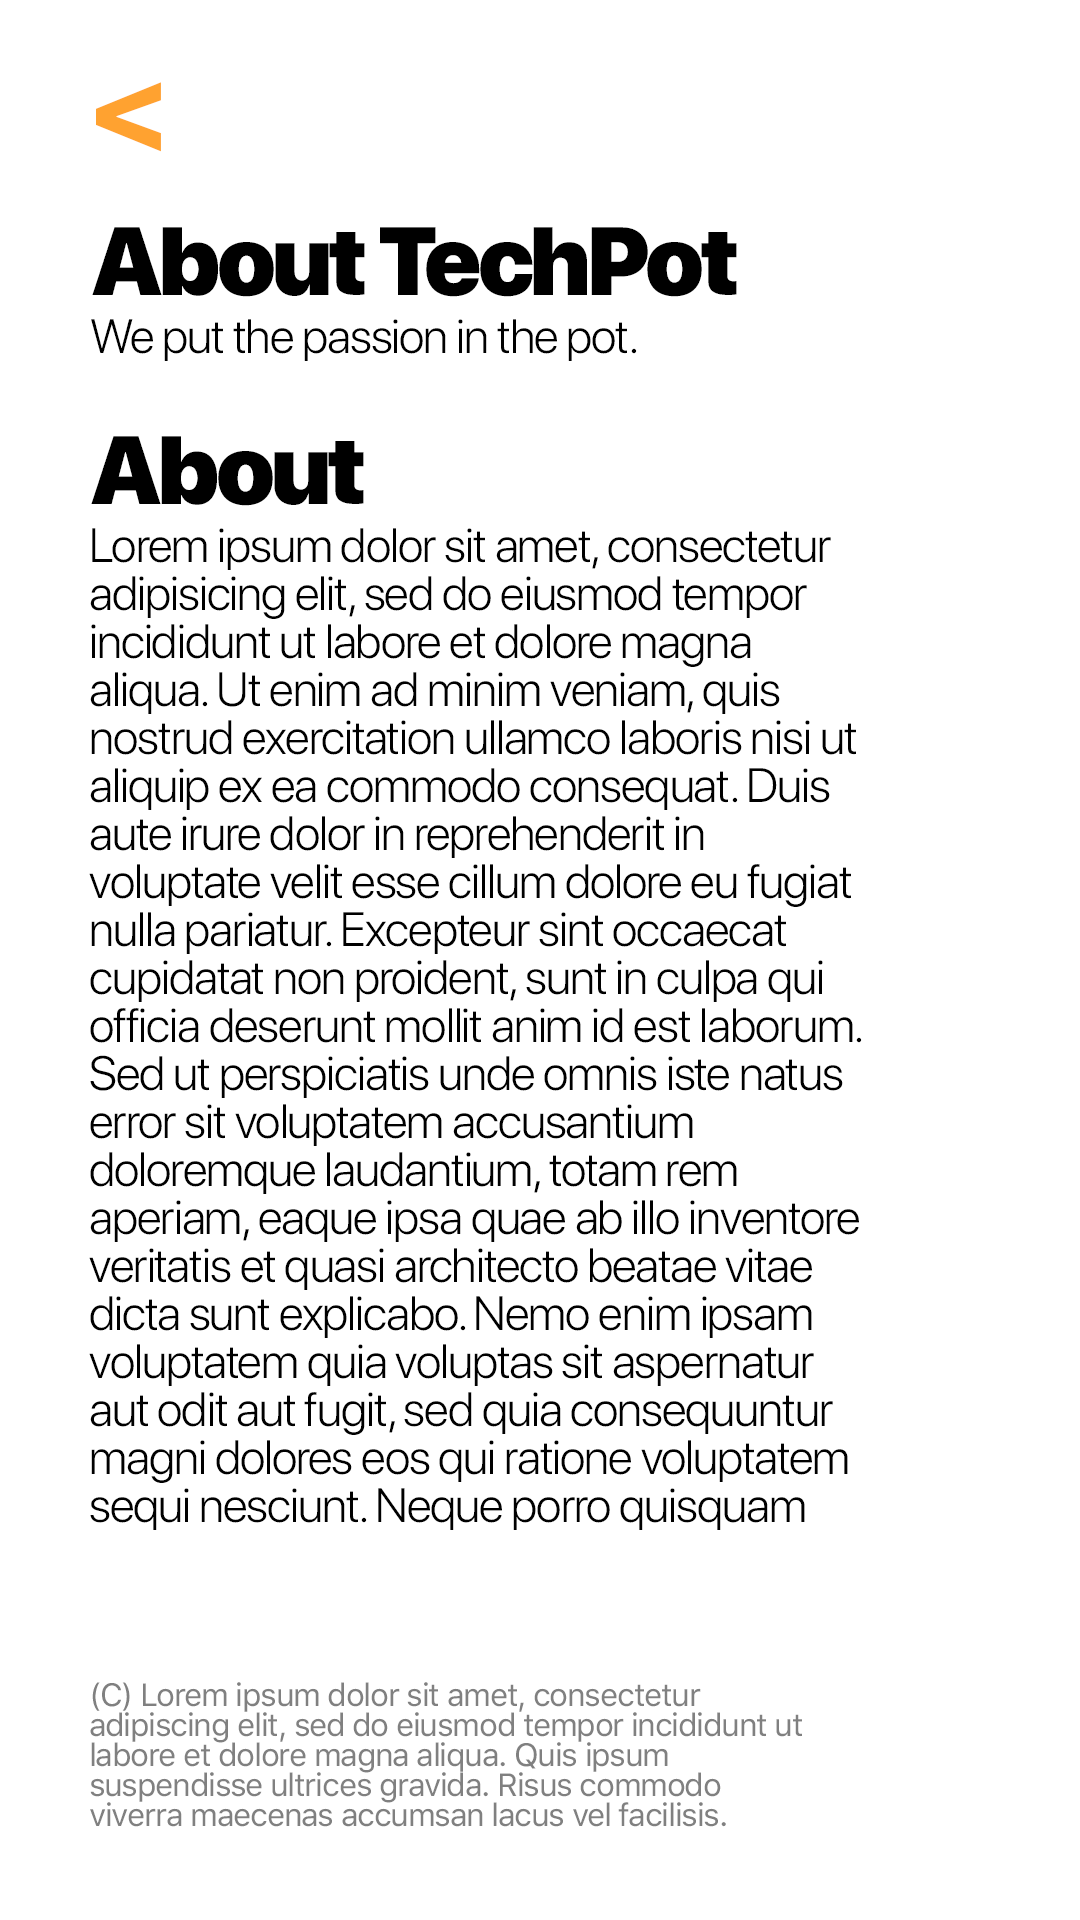 <
About TechPot
We put the passion in the pot.
About
Lorem ipsum dolor sit amet, consectetur
adipisicing elit, sed do eiusmod tempor
incididunt ut labore et dolore magna
aliqua. Ut enim ad minim veniam, quis
nostrud exercitation ullamco laboris nisi ut
aliquip ex ea commodo consequat. Duis
aute irure dolor in reprehenderit in
voluptate velit esse cillum dolore eu fugiat
nulla pariatur. Excepteur sint occaecat
cupidatat non proident, sunt in culpa qui
officia deserunt mollit anim id est laborum.
Sed ut perspiciatis unde omnis iste natus
error sit voluptatem accusantium
doloremque laudantium, totam rem
aperiam, eaque ipsa quae ab illo inventore
veritatis et quasi architecto beatae vitae
dicta sunt explicabo. Nemo enim ipsam
voluptatem quia voluptas sit aspernatur
aut odit aut fugit, sed quia consequuntur
magni dolores eos qui ratione voluptatem
sequi nesciunt. Neque porro quisquam
(C) Lorem ipsum dolor sit amet, consectetur
adipiscing elit, sed do eiusmod tempor incididunt ut
labore et dolore magna aliqua. Quis ipsum
suspendisse ultrices gravida. Risus commodo
viverra maecenas accumsan lacus vel facilisis.